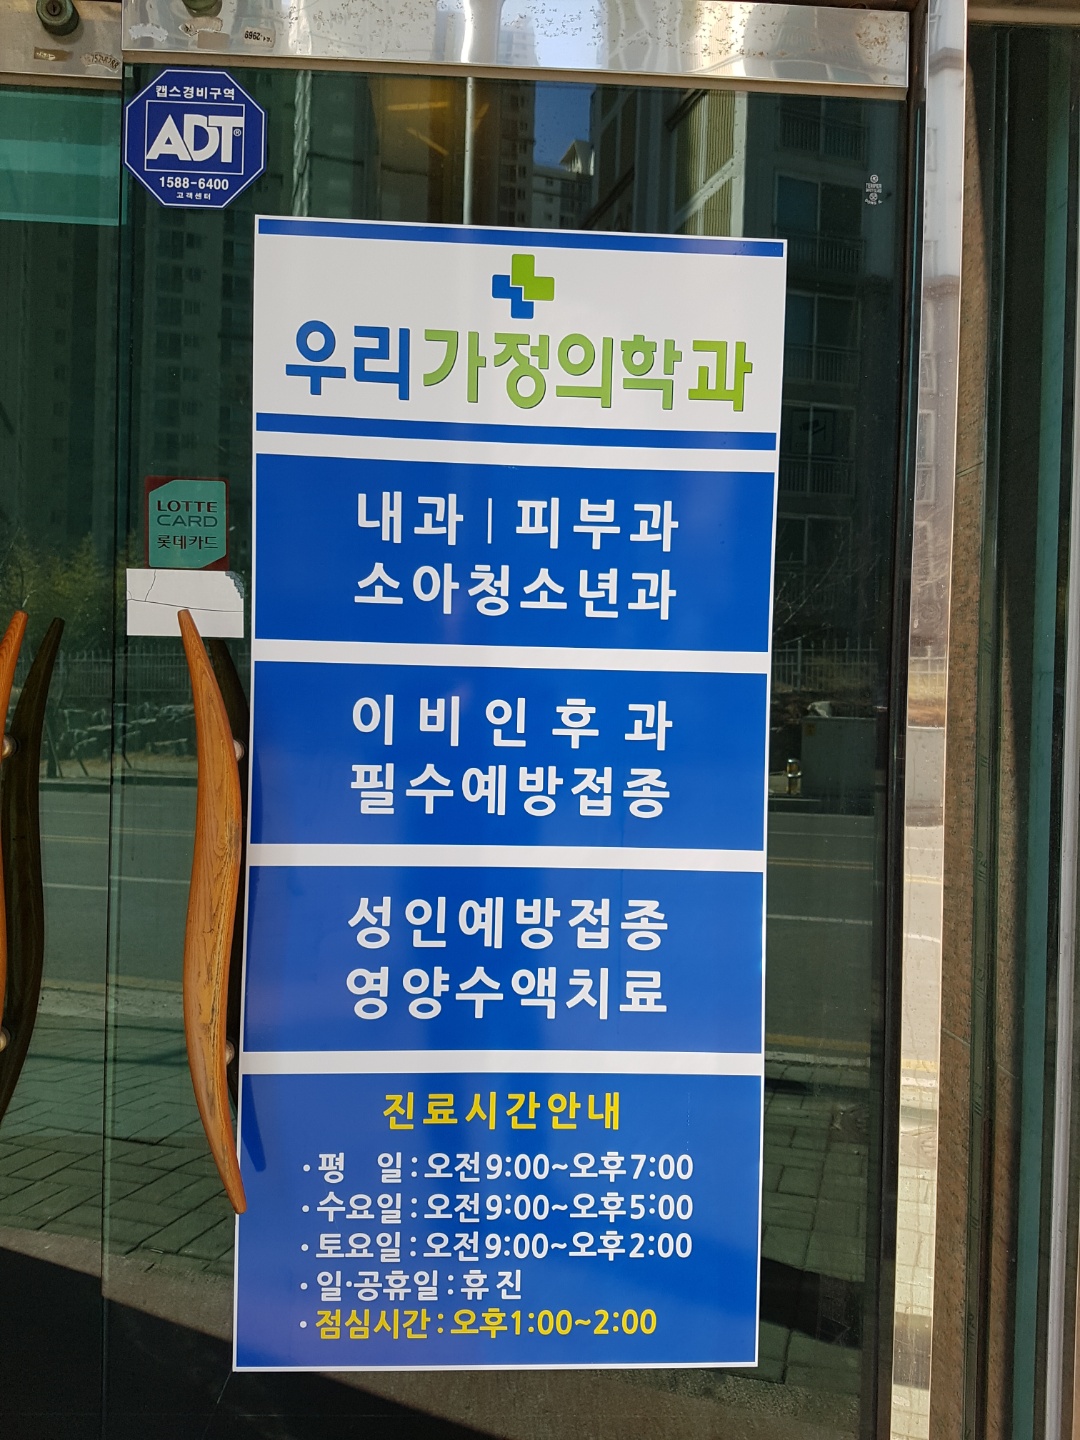 캡스경비구역
ADT®
1588-6400
고객센터
우리가정의학과
내과 | 피부과
소아청소년과
LOTTE
CARD
롯데카드
이비인후과
필수예방접종
성인예방접종
영양수액치료
진료시간안내
·평 일:오전9:00~오후7:00
·수요일:오전9:00~오후5:00
·토요일:오전9:00~오후2:00
·일·공휴일:휴진
·점심시간:오후1:00~2:00